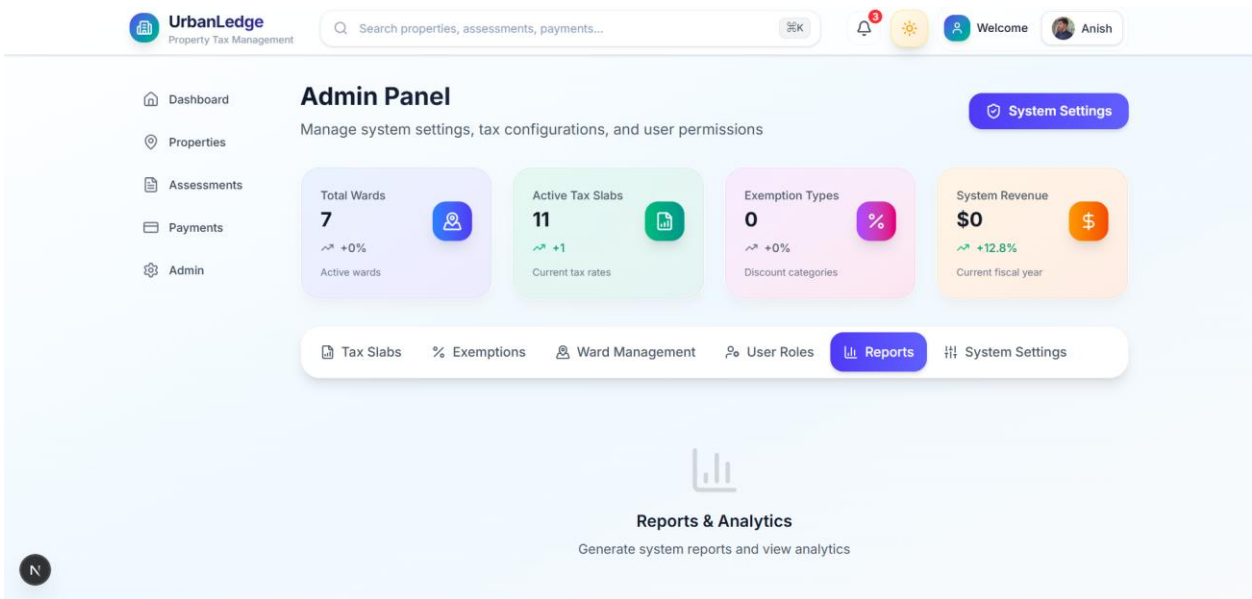 UrbanLedge
Property Tax Management
Search properties, assessments, payments...
⌘K
3
Welcome
Anish
Dashboard
Properties
Assessments
Payments
Admin
Admin Panel
Manage system settings, tax configurations, and user permissions
System Settings
Total Wards
7
+0%
Active wards
Active Tax Slabs
11
+1
Current tax rates
Exemption Types
0
+0%
Discount categories
System Revenue
$0
+12.8%
Current fiscal year
Tax Slabs
Exemptions
Ward Management
User Roles
Reports
System Settings
Reports & Analytics
Generate system reports and view analytics
N